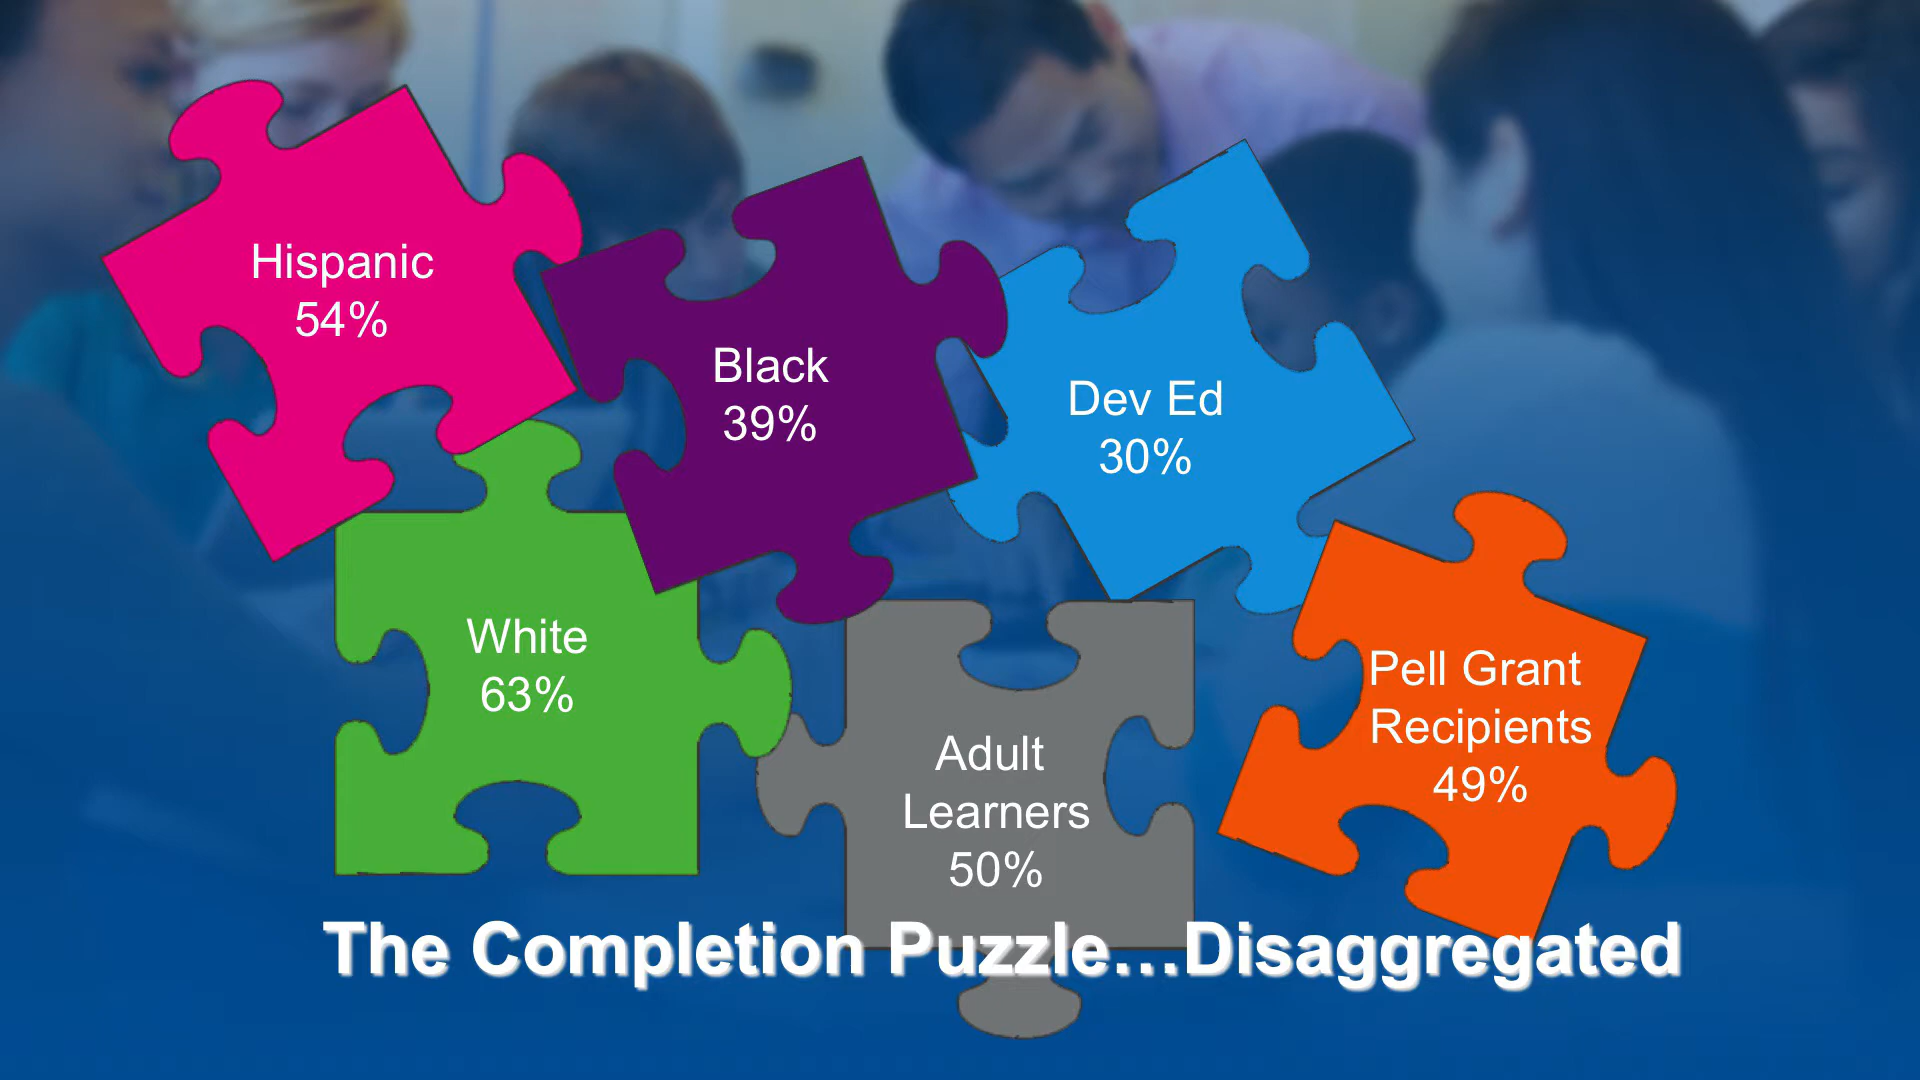 Hispanic
54%
Black
39%
Dev Ed
30%
White
63%
Adult
Learners
50%
Pell Grant
Recipients
49%
The Completion Puzzle...Disaggregated